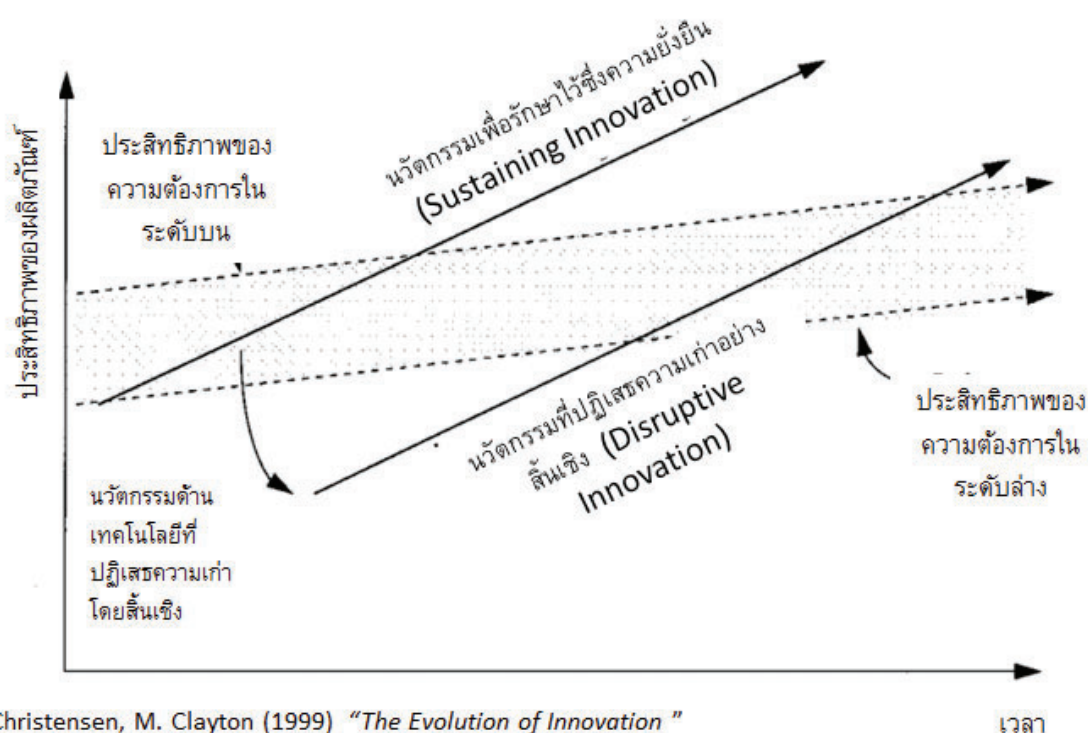 นวัตกรรมเพื่อรักษาไว้ซึ่งความยั่งยืน
(Sustaining Innovation)
ประสิทธิภาพของผลิตภัณฑ์
ประสิทธิภาพของ
ความต้องการใน
ระดับบน
นวัตกรรมที่ปฏิเสธความเก่าอย่าง
สิ้นเชิง (Disruptive
Innovation)
ประสิทธิภาพของ
ความต้องการใน
ระดับล่าง
นวัตกรรมด้าน
เทคโนโลยีที่
ปฏิเสธความเก่า
โดยสิ้นเชิง
Christensen, M. Clayton (1999) "The Evolution of Innovation "
เวลา